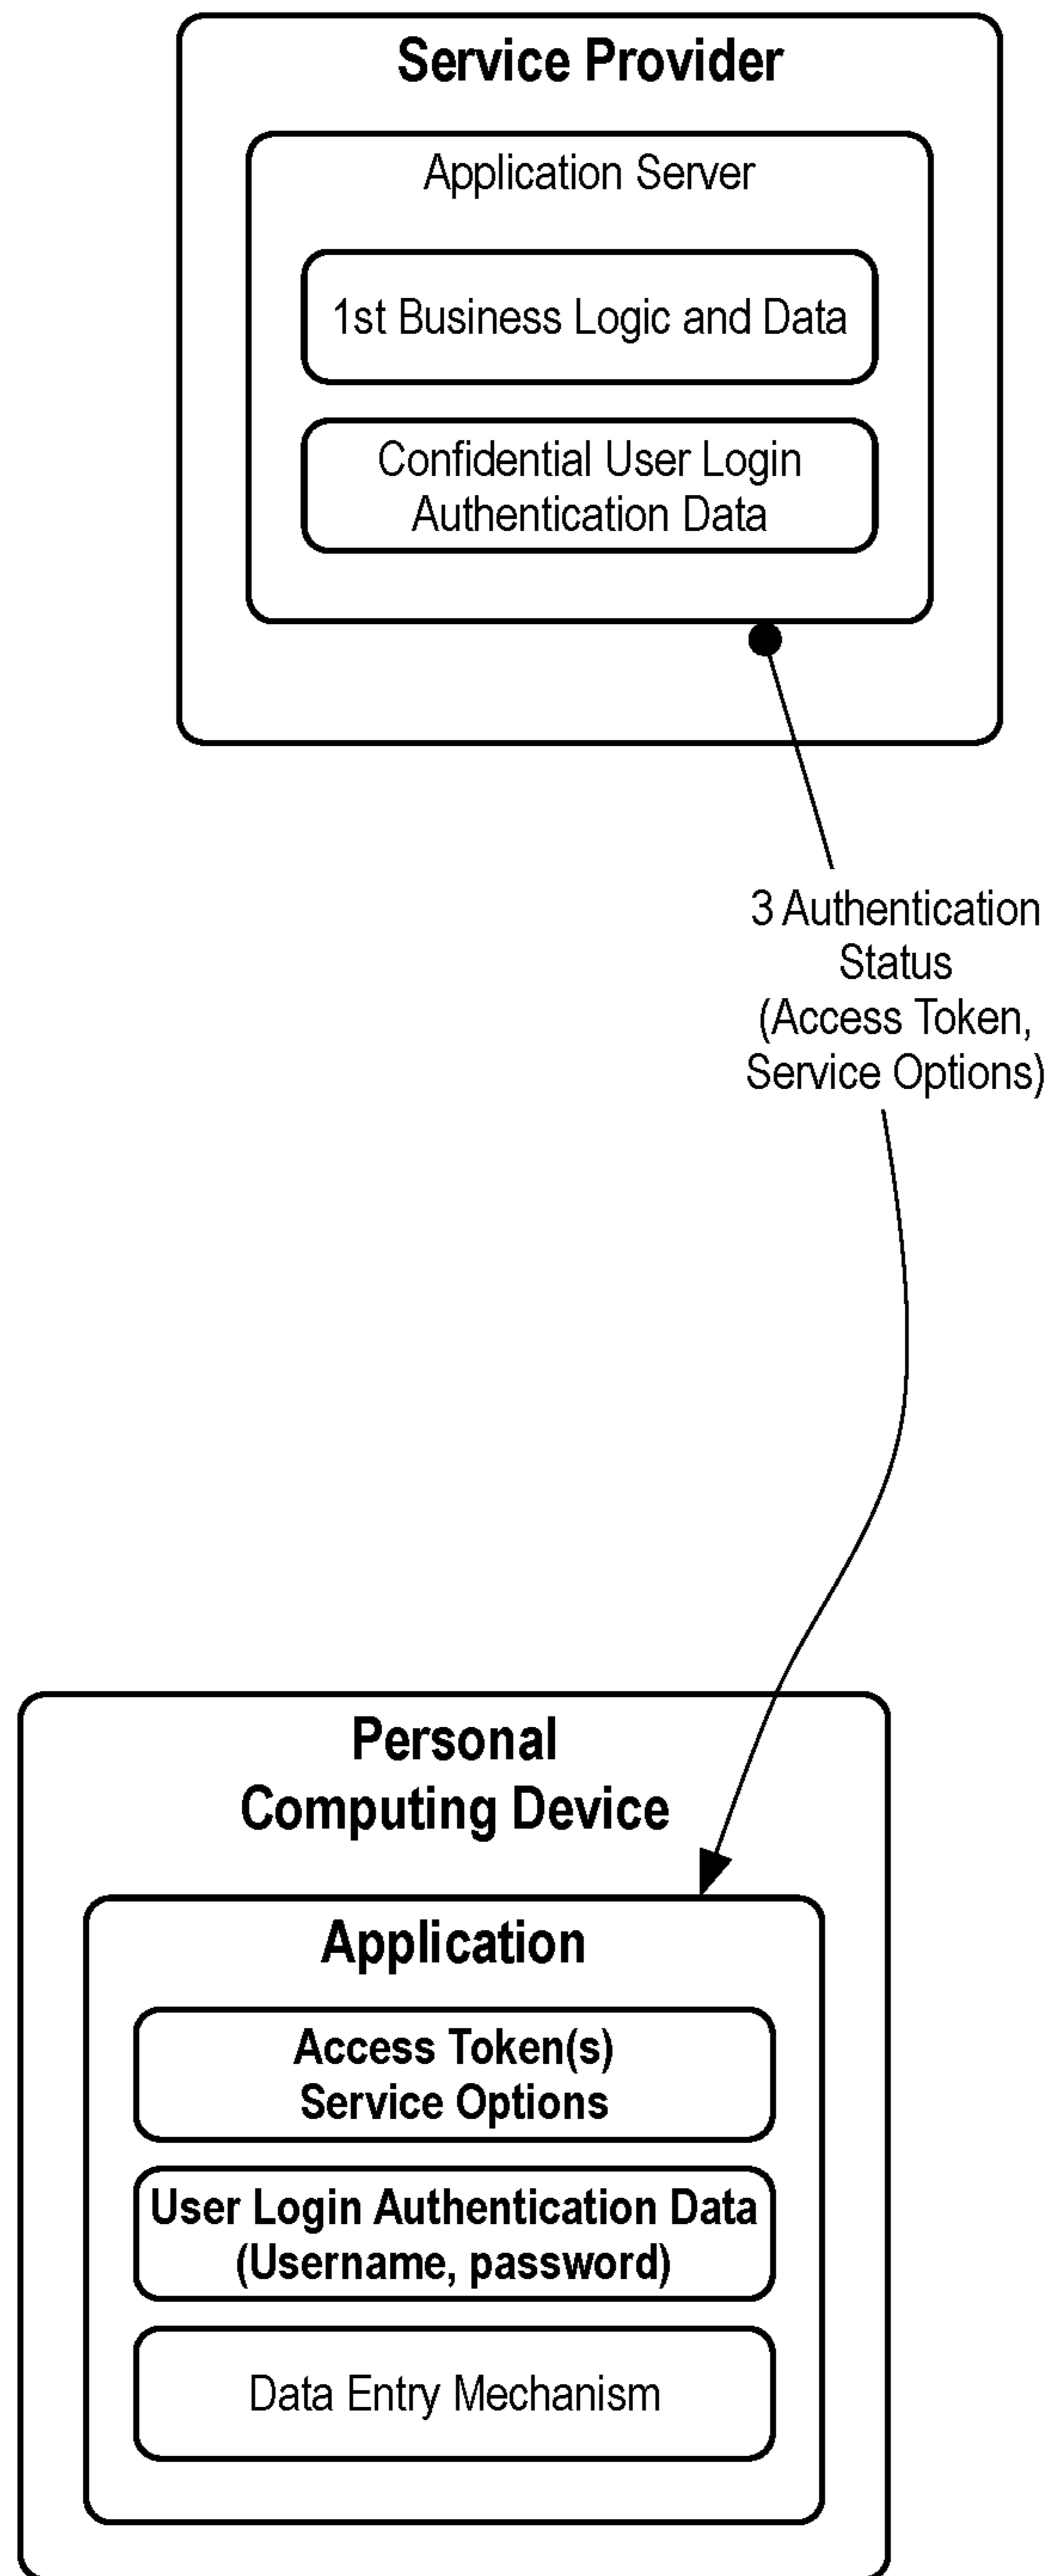 Service Provider
Application Server
1st Business Logic and Data
Confidential User Login
Authentication Data
3 Authentication
Status
(Access Token,
Service Options)
Personal
Computing Device
Application
Access Token(s)
Service Options
User Login Authentication Data
(Username, password)
Data Entry Mechanism